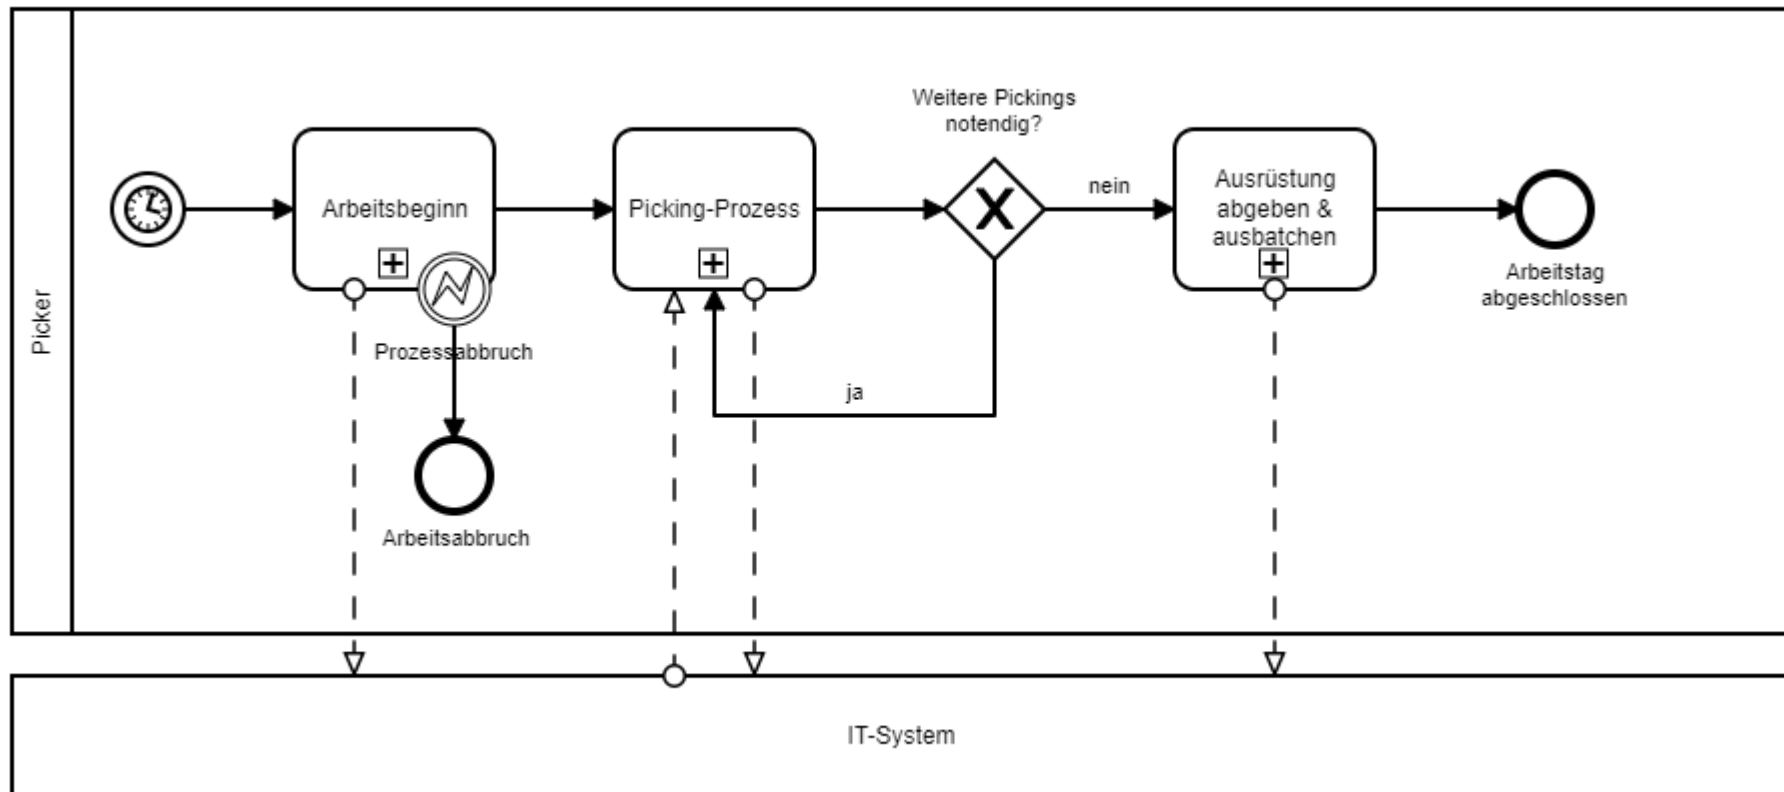 Picker
Arbeitsbeginn
Prozessabbruch
Arbeitsabbruch
Picking-Prozess
Weitere Pickings
notendig?
ja
nein
Ausrüstung
abgeben &
ausbatchen
Arbeitstag
abgeschlossen
IT-System